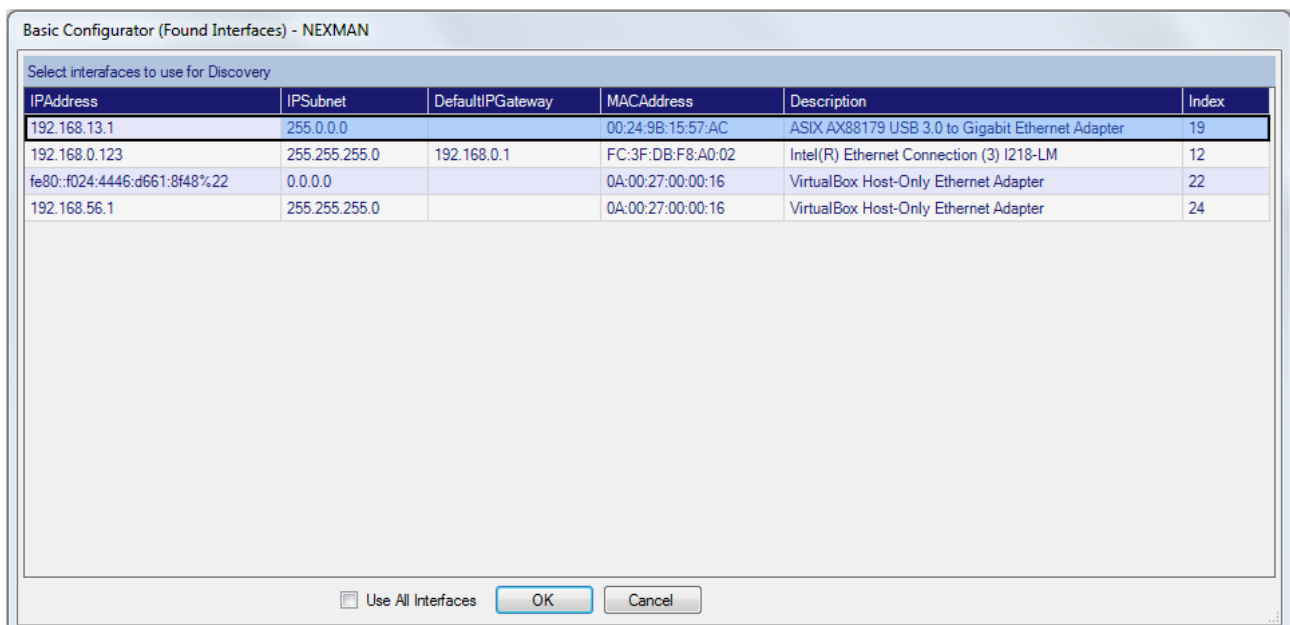 Basic Configurator (Found Interfaces) - NEXMAN
Select interafaces to use for Discovery
IPAddress IPSubnet DefaultIPGateway MACAddress Description Index
192.168.13.1 255.0.0.0 00:24:9B:15:57:AC ASIX AX88179 USB 3.0 to Gigabit Ethernet Adapter 19
192.168.0.123 255.255.255.0 192.168.0.1 FC:3F:DB:F8:A0:02 Intel(R) Ethernet Connection (3) I218-LM 12
fe80::f024:4446:d661:8f48%22 0.0.0.0 0A:00:27:00:00:16 VirtualBox Host-Only Ethernet Adapter 22
192.168.56.1 255.255.255.0 0A:00:27:00:00:16 VirtualBox Host-Only Ethernet Adapter 24
Use All Interfaces OK Cancel